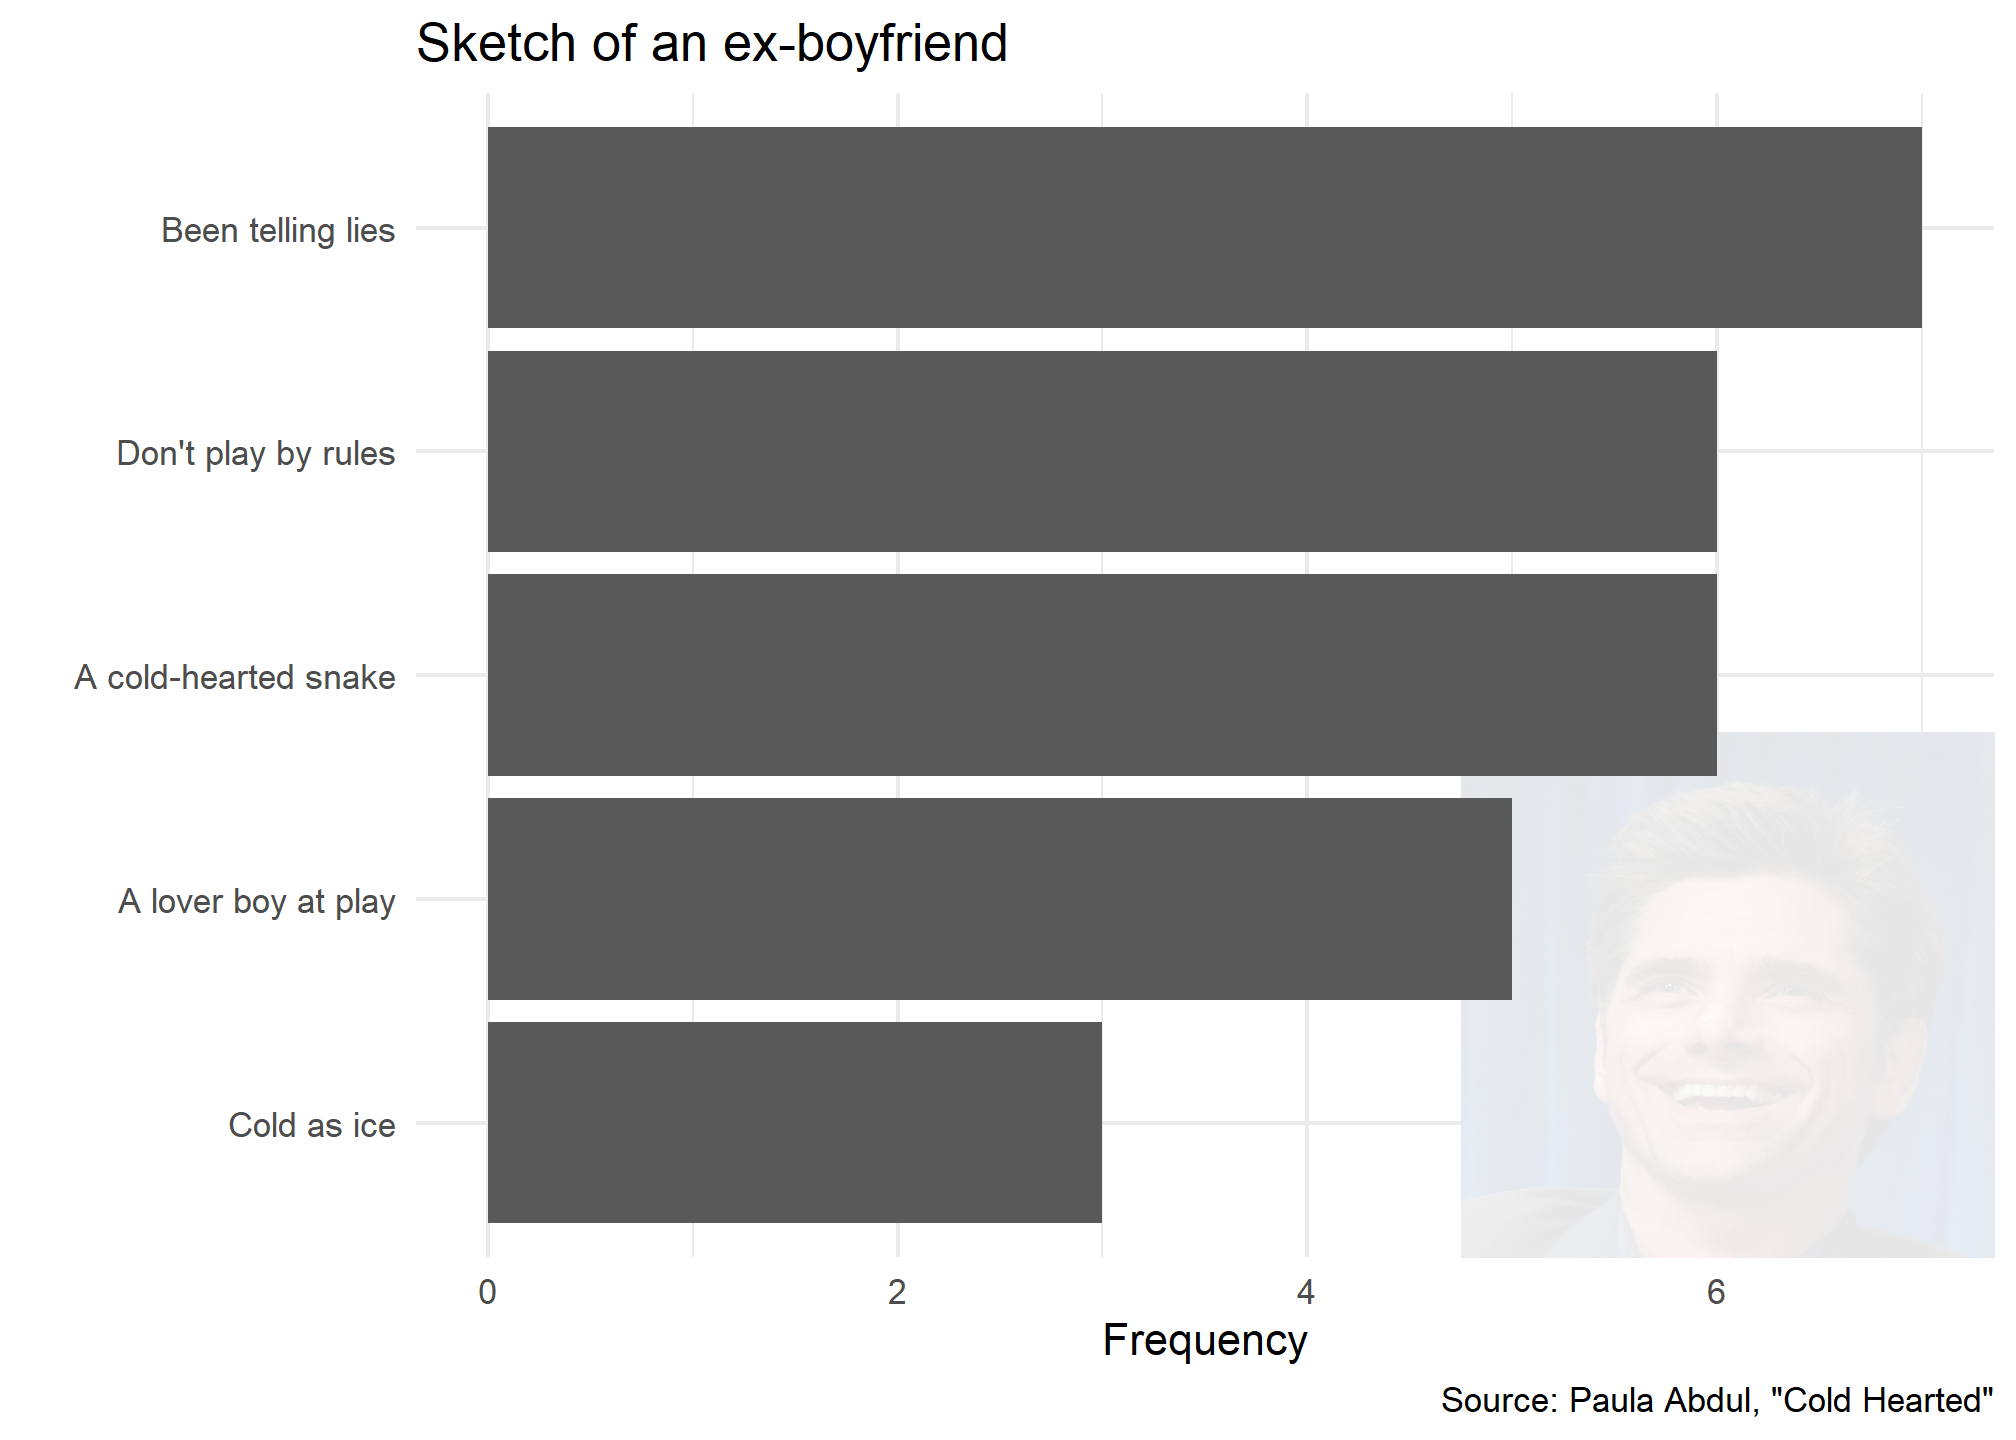 Sketch of an ex-boyfriend
Been telling lies
Don't play by rules
A cold-hearted snake
A lover boy at play
Cold as ice
0 2 4 6
Frequency
Source: Paula Abdul, "Cold Hearted"